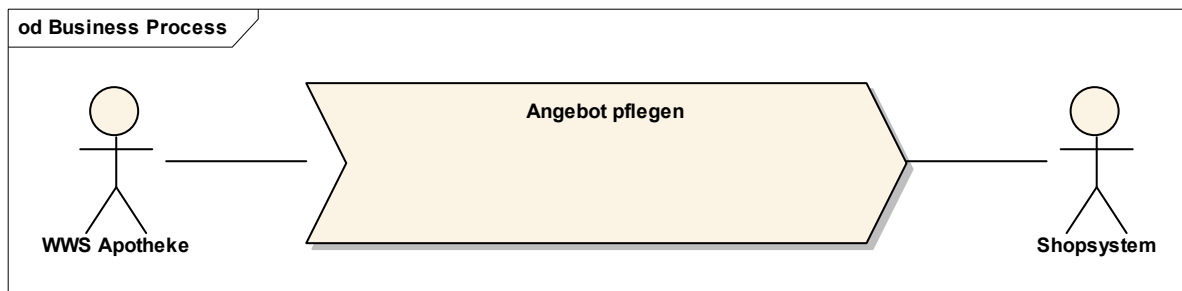 od Business Process
Angebot pflegen
WWS Apotheke
Shopsystem